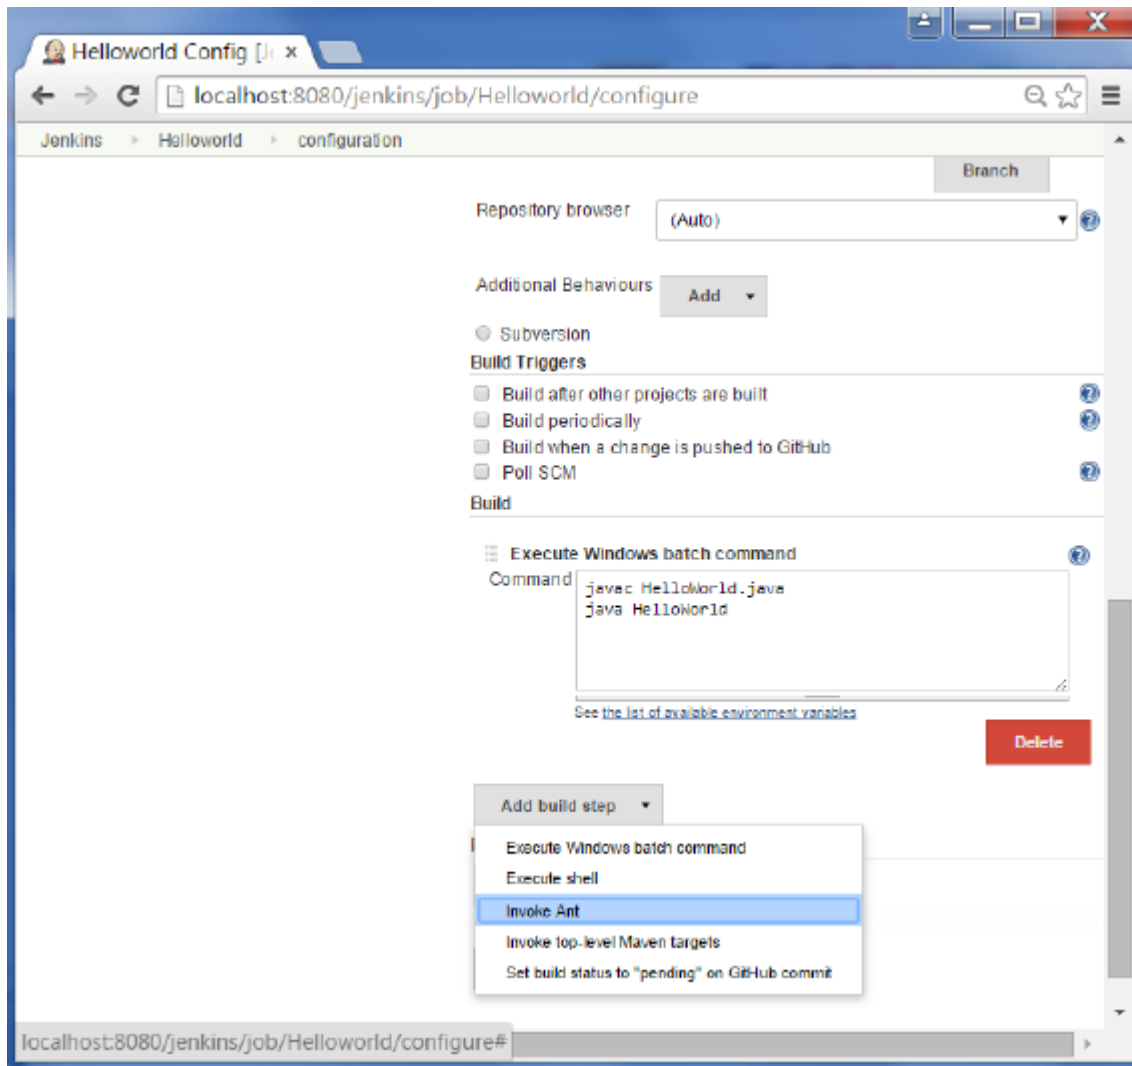 Helloworld Config [J
localhost:8080/jenkins/job/Helloworld/configure
Jenkins Helloworld configuration
Branch
Repository browser (Auto)
Additional Behaviours Add
Subversion
Build Triggers
Build after other projects are built
Build periodically
Build when a change is pushed to GitHub
Poll SCM
Build
Execute Windows batch command
Command
javac HelloWorld.java
java HelloWorld
See the list of available environment variables
Delete
Add build step
Execute Windows batch command
Execute shell
Invoke Ant
Invoke top-level Maven targets
Set build status to "pending" on GitHub commit
localhost:8080/jenkins/job/Helloworld/configure#